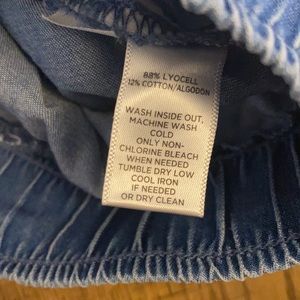 88% LYOCELL
12% COTTON/ALGODON
WASH INSIDE OUT.
MACHINE WASH
COLD
ONLY NON-
CHLORINE BLEACH
WHEN NEEDED
TUMBLE DRY LOW
COOL IRON
IF NEEDED
OR DRY CLEAN